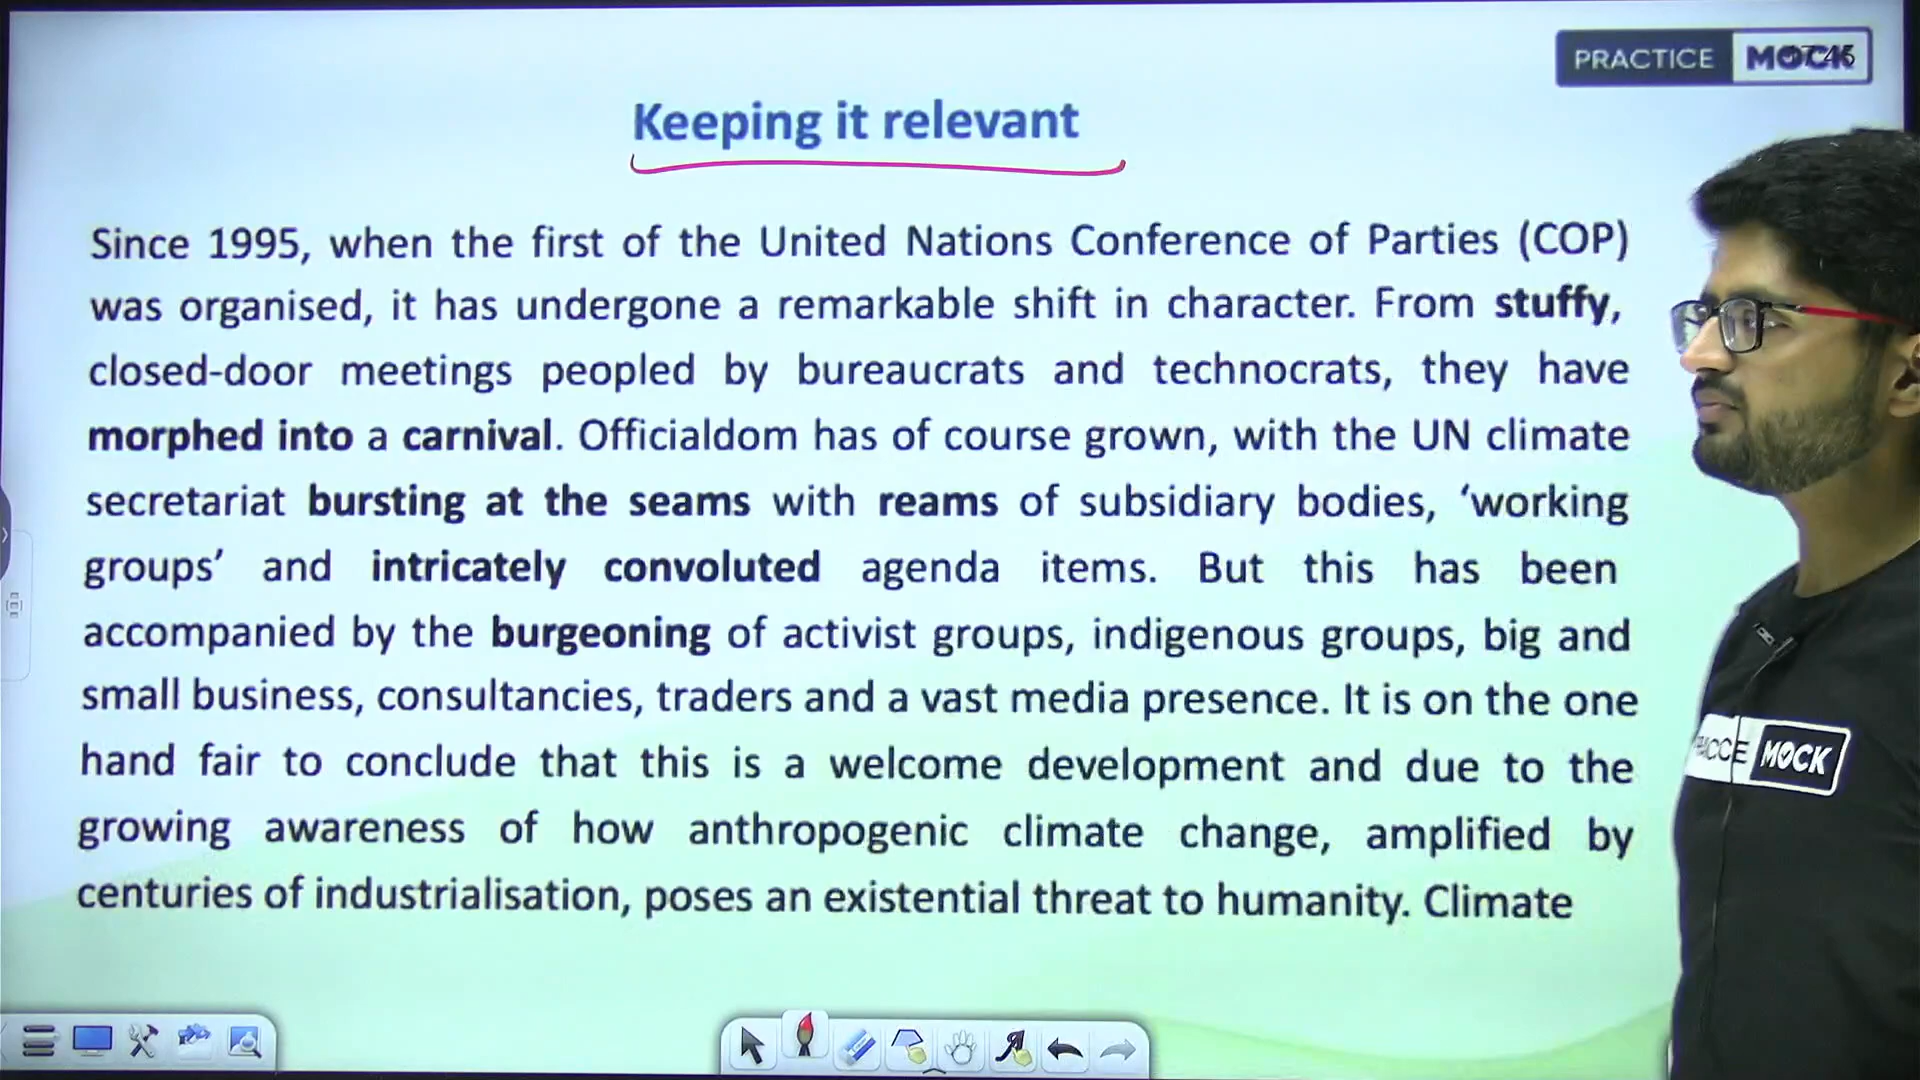 PRACTICE MOCK
Keeping it relevant
Since 1995, when the first of the United Nations Conference of Parties (COP)
was organised, it has undergone a remarkable shift in character. From stuffy,
closed-door meetings peopled by bureaucrats and technocrats, they have
morphed into a carnival. Officialdom has of course grown, with the UN climate
secretariat bursting at the seams with reams of subsidiary bodies, ‘working
groups’ and intricately convoluted agenda items. But this has been
accompanied by the burgeoning of activist groups, indigenous groups, big and
small business, consultancies, traders and a vast media presence. It is on the one
hand fair to conclude that this is a welcome development and due to the
growing awareness of how anthropogenic climate change, amplified by
centuries of industrialisation, poses an existential threat to humanity. Climate
MOCK